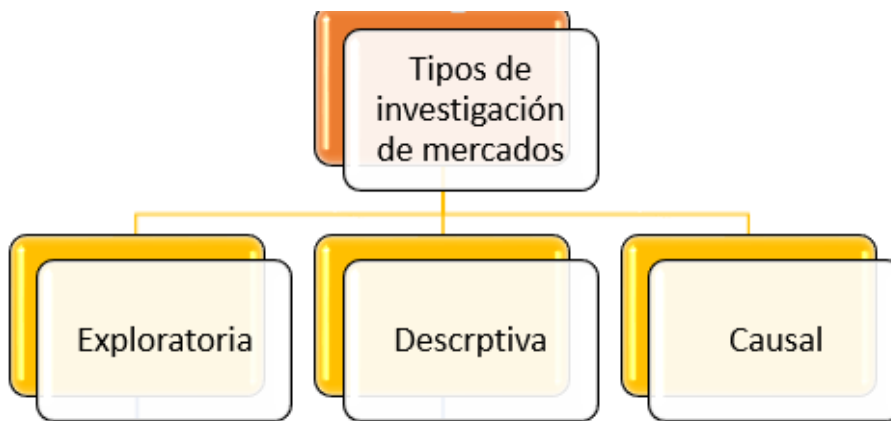 Tipos de
investigación
de mercados
Exploratoria
Descrptiva
Causal